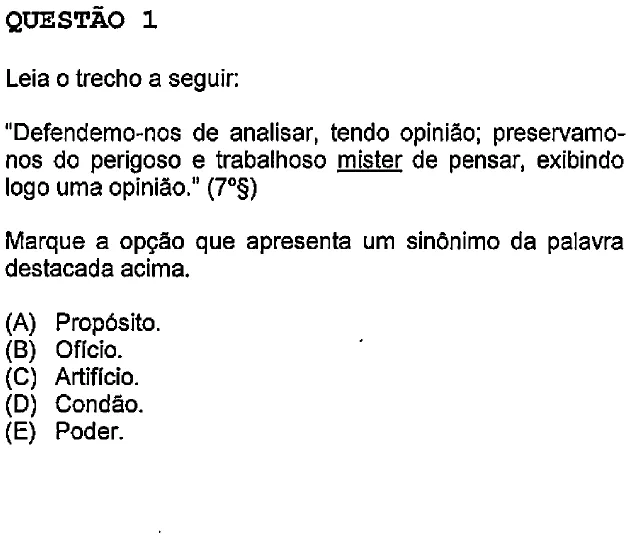 QUESTÃO 1
Leia o trecho a seguir:
"Defendemo-nos de analisar, tendo opinião; preservamo-
nos do perigoso e trabalhoso mister de pensar, exibindo
logo uma opinião." (7º§)
Marque a opção que apresenta um sinônimo da palavra
destacada acima.
(A) Propósito.
(B) Ofício.
(C) Artifício.
(D) Condão.
(E) Poder.